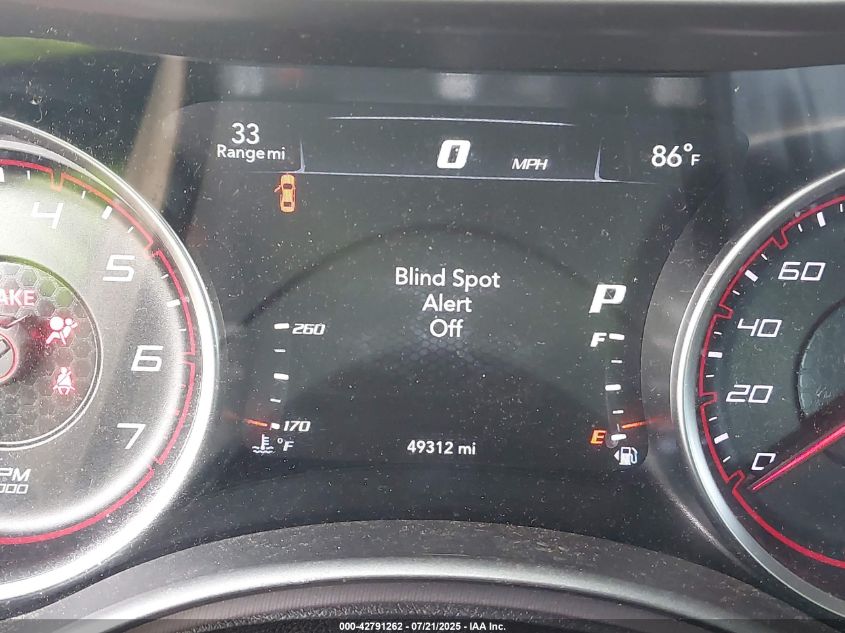 33
Range mi
0 MPH
86°F
4
5
6
7
AKE
PM
000
Blind Spot
Alert
Off
P
260
170
°F
F
E
49312 mi
60
40
20
0
000-42791262 - 07/21/2025 - IAA Inc.